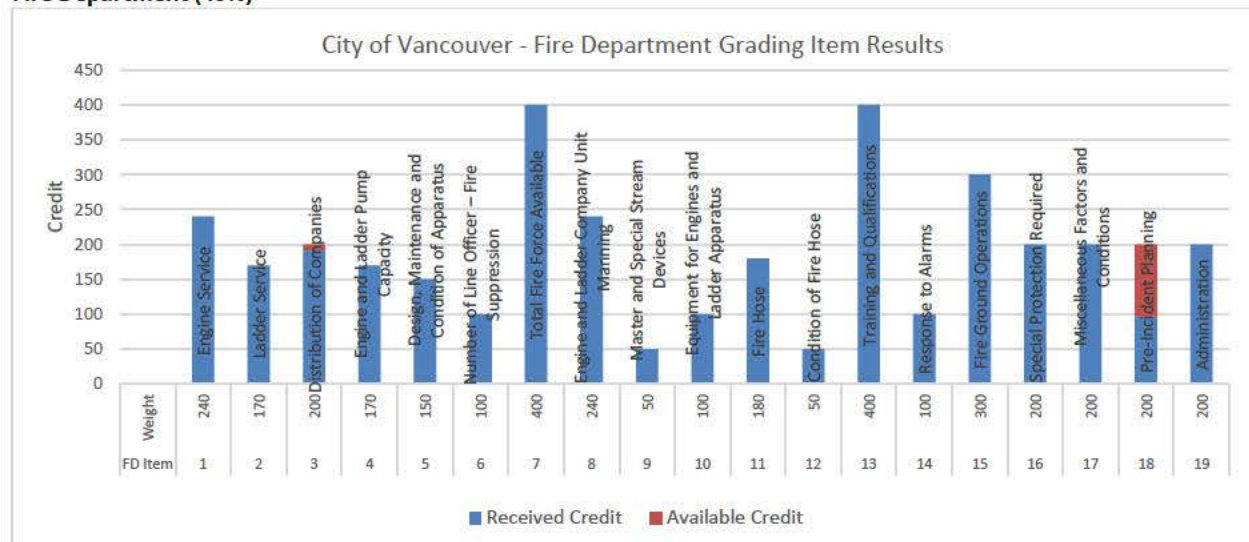 City of Vancouver - Fire Department Grading Item Results
Credit
450
400
350
300
250
200
150
100
50
0
Engine Service
Ladder Service
Distribution of Companies
Engine and Ladder Pump
Capacity
Design, Maintenance and
Condition of Apparatus
Number of Line Officer – Fire
Suppression
Total Fire Force Available
Engine and Ladder Company Unit
Manning
Master and Special Stream
Devices
Equipment for Engines and
Ladder Apparatus
Fire Hose
Condition of Fire Hose
Training and Qualifications
Response to Alarms
Fire Ground Operations
Special Protection Required
Miscellaneous Factors and
Conditions
Pre-Incident Planning
Administration
Weight 240 170 200 170 150 100 400 240 50 100 180 50 400 100 300 200 200 200 200
FD Item 1 2 3 4 5 6 7 8 9 10 11 12 13 14 15 16 17 18 19
Received Credit Available Credit